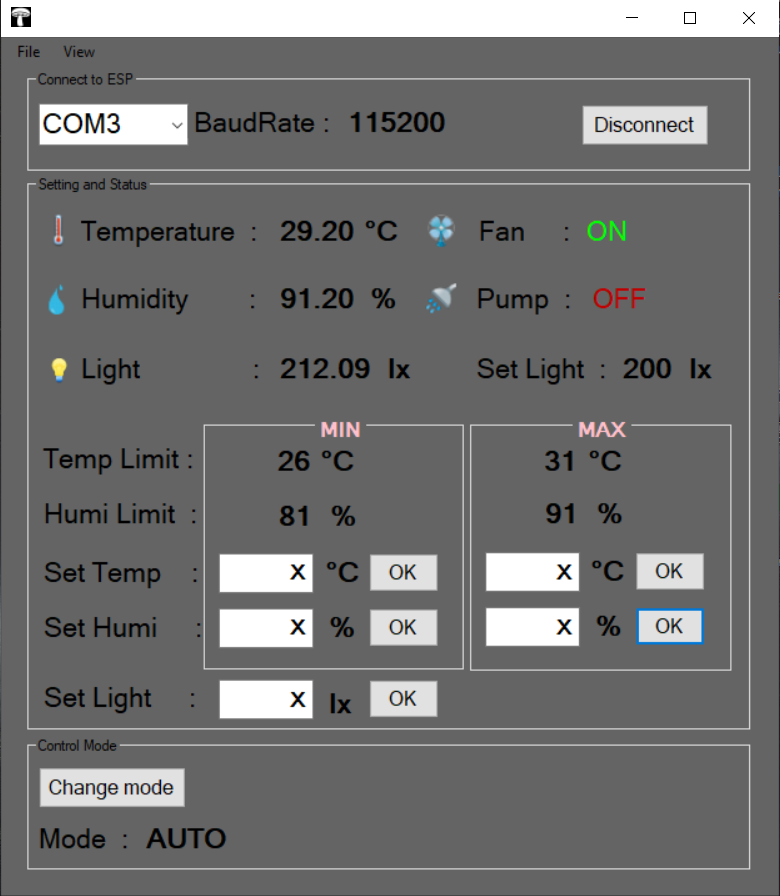 File View
Connect to ESP
COM3 BaudRate : 115200 Disconnect
Setting and Status
Temperature : 29.20 °C Fan : ON
Humidity : 91.20 % Pump : OFF
Light : 212.09 lx Set Light : 200 lx
MIN MAX
Temp Limit : 26 °C 31 °C
Humi Limit : 81 % 91 %
Set Temp : x °C OK x °C OK
Set Humi : x % OK x % OK
Set Light : x lx OK
Control Mode
Change mode
Mode : AUTO